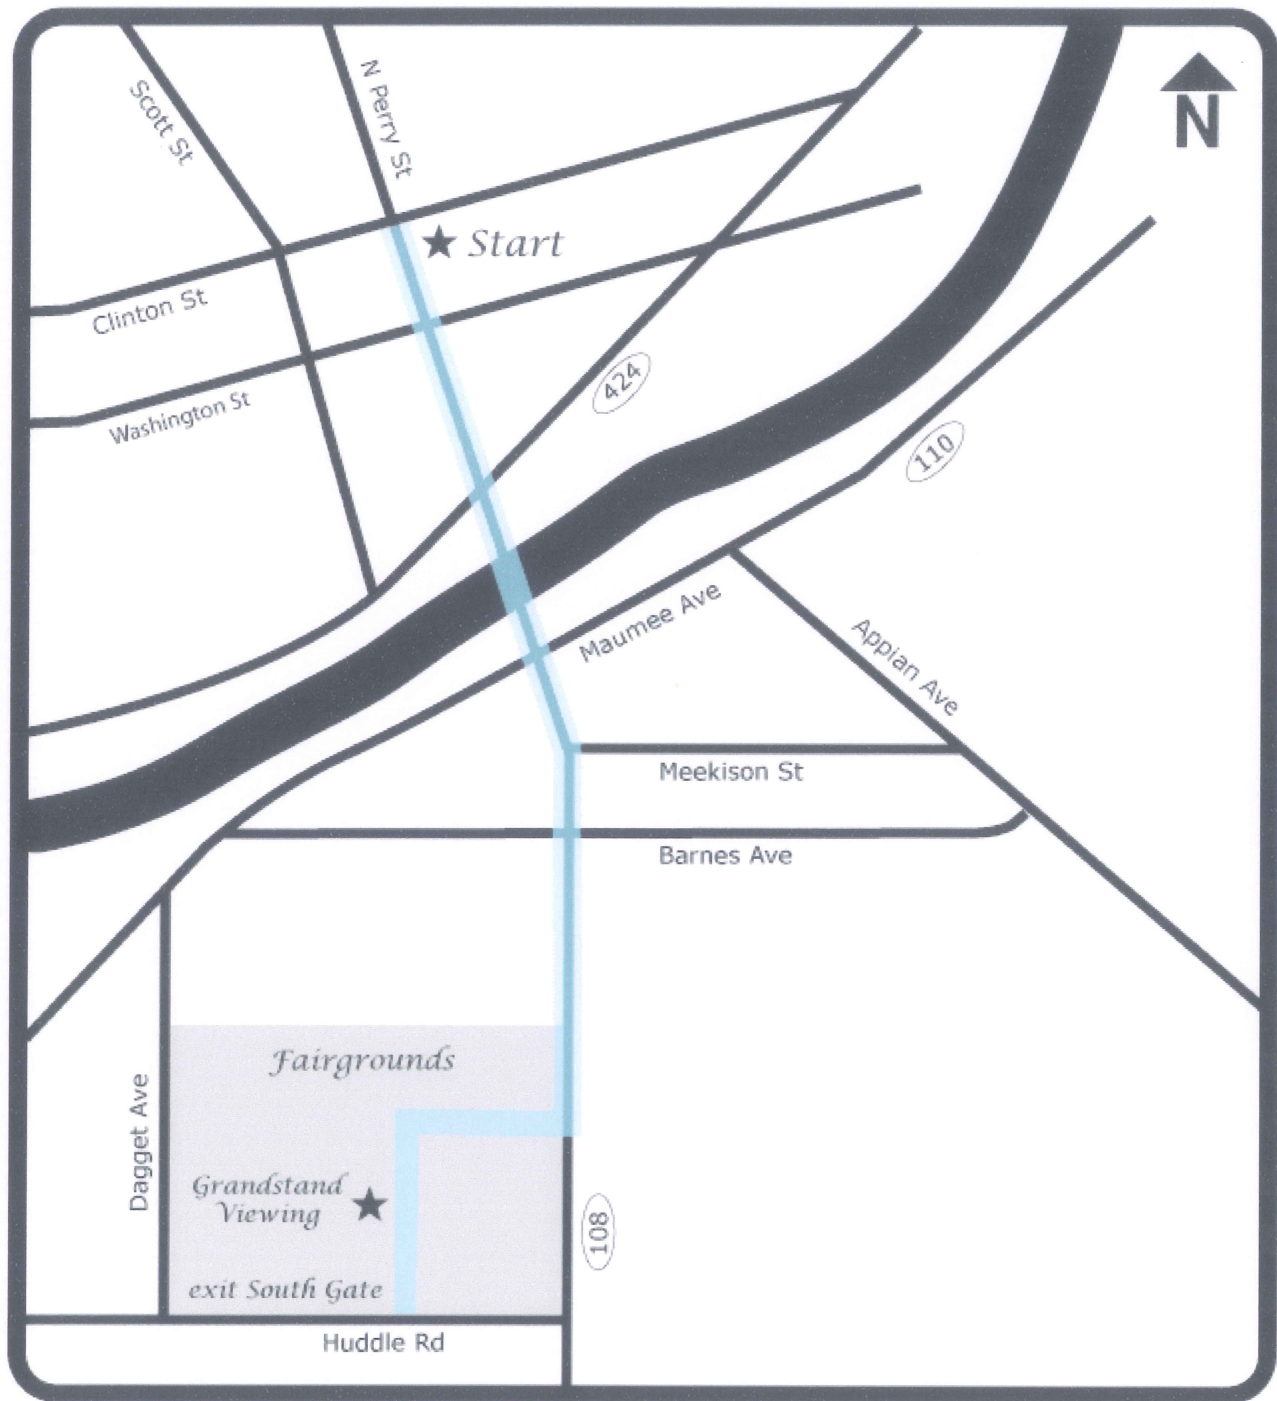 N
Scott St
N Perry St
Start
Clinton St
Washington St
424
110
Maumee Ave
Appian Ave
Meekison St
Barnes Ave
Fairgrounds
Dagget Ave
Grandstand
Viewing
108
exit South Gate
Huddle Rd